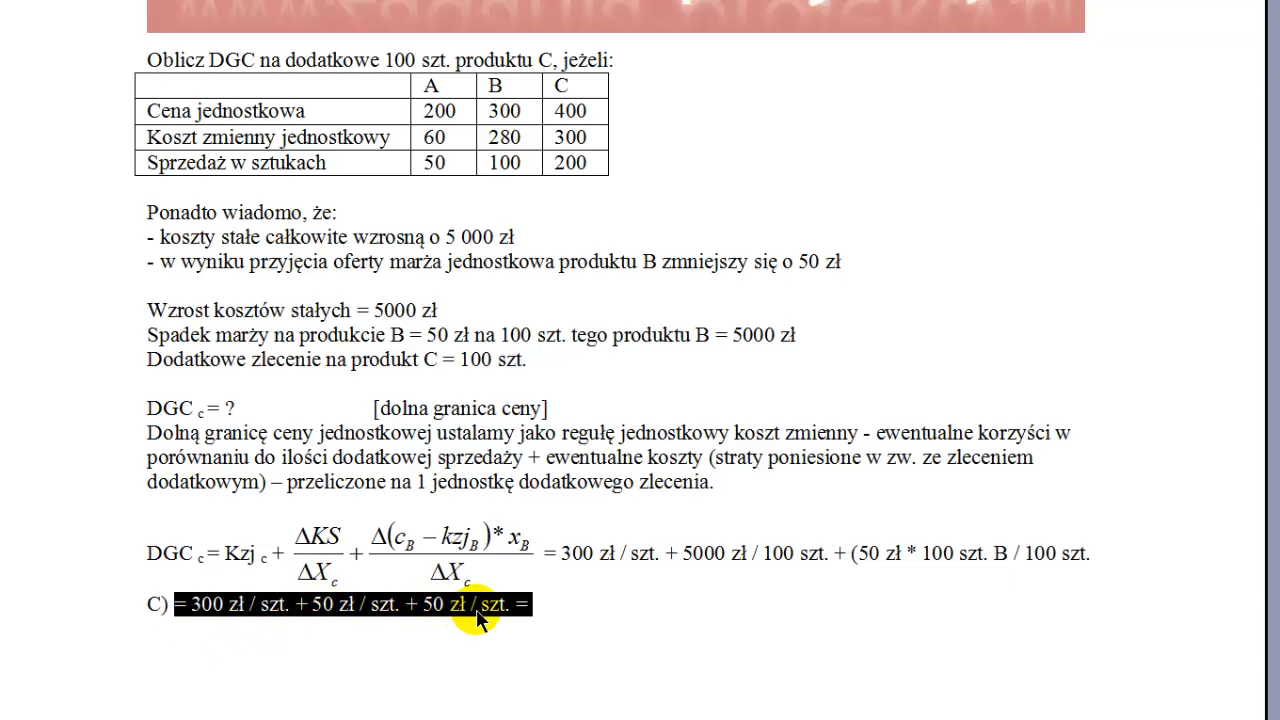 Oblicz DGC na dodatkowe 100 szt. produktu C, jeżeli:
A B C
Cena jednostkowa 200 300 400
Koszt zmienny jednostkowy 60 280 300
Sprzedaż w sztukach 50 100 200
Ponadto wiadomo, że:
- koszty stałe całkowite wzrosną o 5 000 zł
- w wyniku przyjęcia oferty marża jednostkowa produktu B zmniejszy się o 50 zł
Wzrost kosztów stałych = 5000 zł
Spadek marży na produkcie B = 50 zł na 100 szt. tego produktu B = 5000 zł
Dodatkowe zlecenie na produkt C = 100 szt.
DGC c = ? [dolna granica ceny]
Dolną granicę ceny jednostkowej ustalamy jako regułę jednostkowy koszt zmienny - ewentualne korzyści w
porównaniu do ilości dodatkowej sprzedaży + ewentualne koszty (straty poniesione w zw. ze zleceniem
dodatkowym) – przeliczone na 1 jednostkę dodatkowego zlecenia.
DGC c = Kzj c + ΔKS / ΔX_c + Δ(c_B – kzj_B) * x_B / ΔX_c = 300 zł / szt. + 5000 zł / 100 szt. + (50 zł * 100 szt. B / 100 szt.
C) = 300 zł / szt. + 50 zł / szt. + 50 zł / szt. =